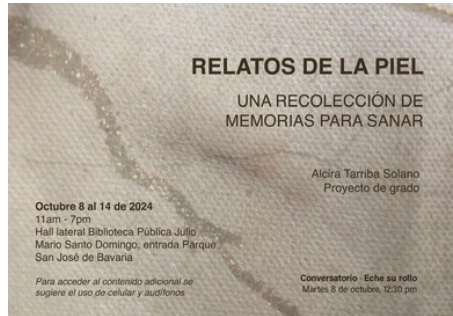 RELATOS DE LA PIEL
UNA RECOLECCIÓN DE
MEMORIAS PARA SANAR
Alcira Tarriba Solano
Proyecto de grado
Octubre 8 al 14 de 2024
11am - 7pm
Hall lateral Biblioteca Pública Julio
Mario Santo Domingo, entrada Parque
San José de Bavaria
Para acceder al contenido adicional se
sugiere el uso de celular y audífonos
Conversatorio · Eche su rollo
Martes 8 de octubre, 12:30 pm